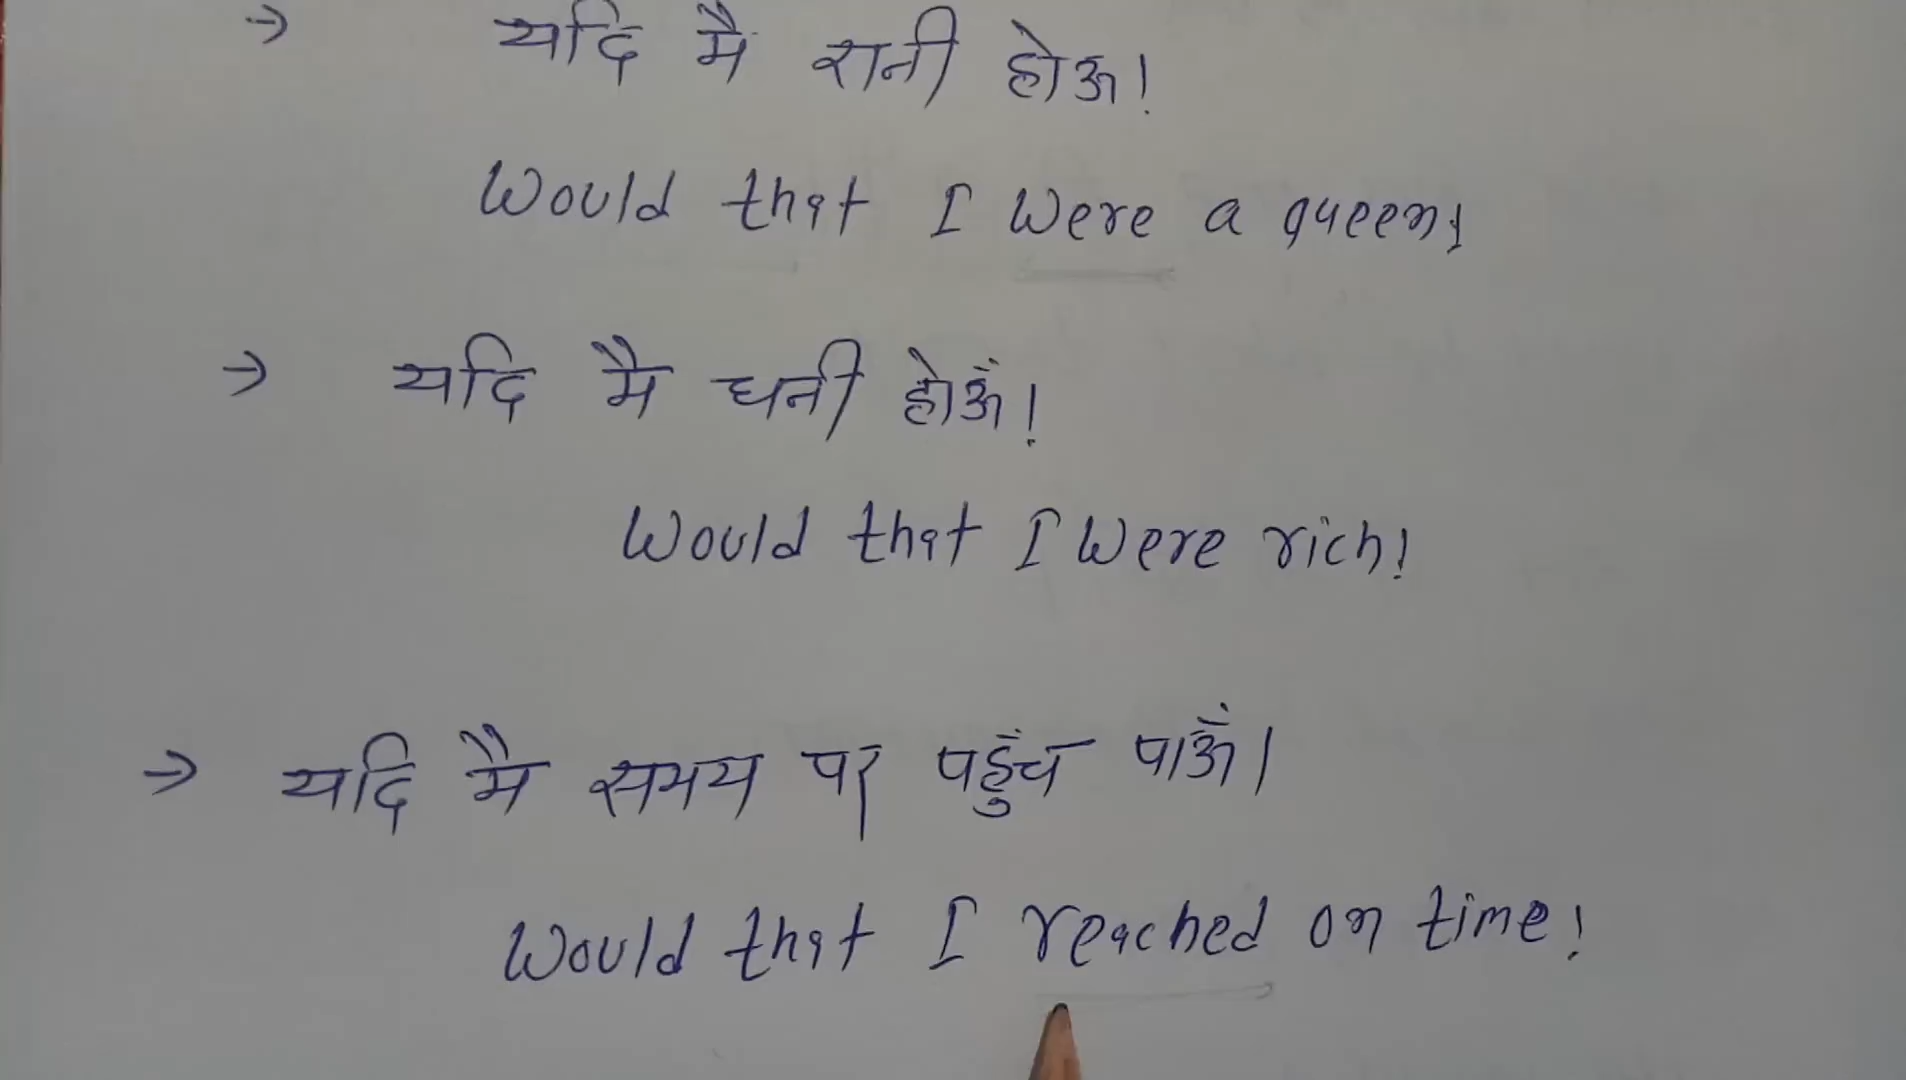 → यदि मै रानी होऊ!
Would that I were a queen!
→ यदि मै धनी होऊँ!
Would that I were rich!
→ यदि मै समय पर पहुँच पाऊँ।
Would that I reached on time!